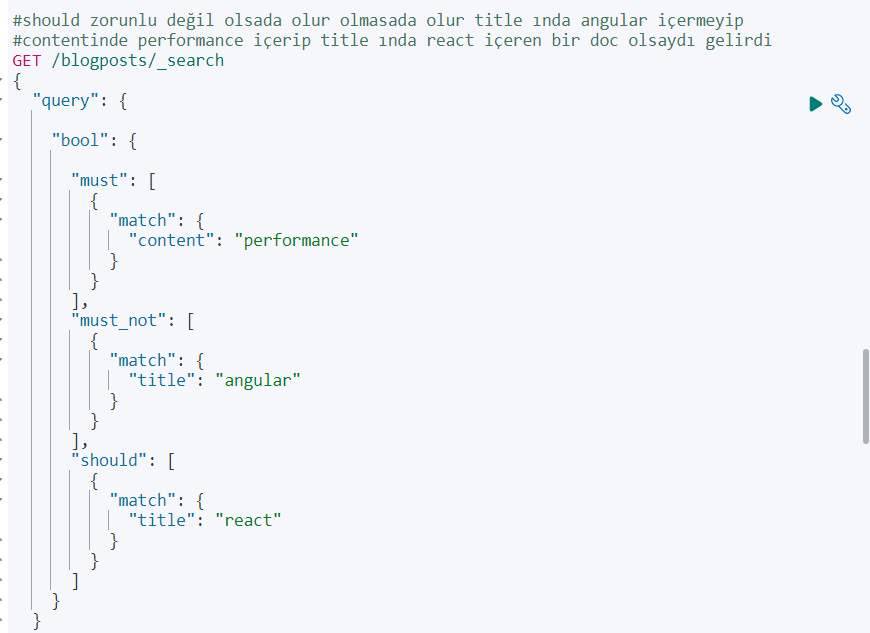 #should zorunlu değil olsada olur olmasada olur title ında angular içermeyip
#contentinde performance içerip title ında react içeren bir doc olsaydı gelirdi
GET /blogposts/_search
{
  "query": {

    "bool": {

      "must": [
        {
          "match": {
            "content": "performance"
          }
        }
      ],
      "must_not": [
        {
          "match": {
            "title": "angular"
          }
        }
      ],
      "should": [
        {
          "match": {
            "title": "react"
          }
        }
      ]
    }
  }